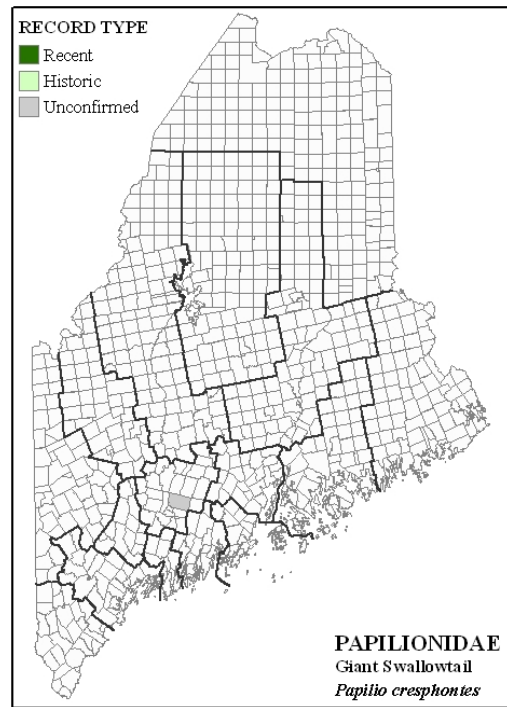 RECORD TYPE
Recent
Historic
Unconfirmed
PAPILIONIDAE
Giant Swallowtail
Papilio cresphontes